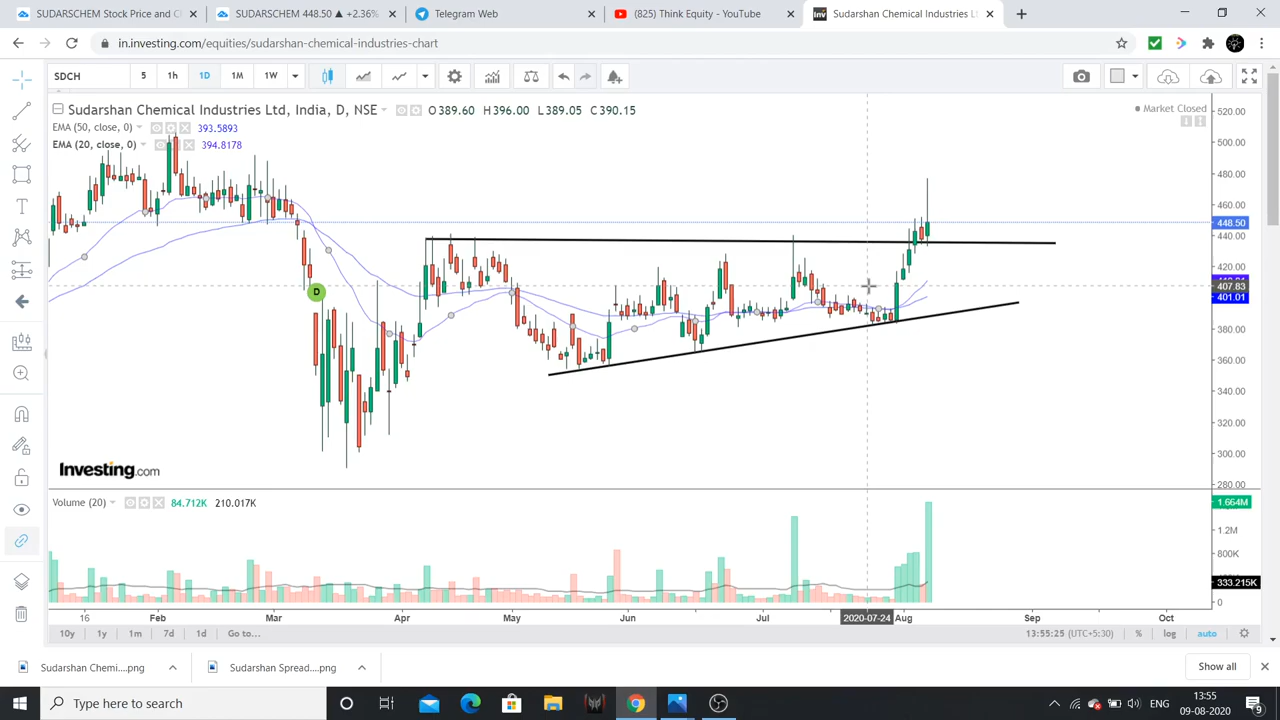 SUDARSCHEM Stock Price and C
SUDARSCHEM 448.50 ▲ +2.36%
Telegram Web
(825) Think Equity - YouTube
Sudarshan Chemical Industries Lt
in.investing.com/equities/sudarshan-chemical-industries-chart
SDCH
5
1h
1D
1M
1W
Sudarshan Chemical Industries Ltd, India, D, NSE
O389.60 H396.00 L389.05 C390.15
Market Closed
EMA (50, close, 0)
393.5893
EMA (20, close, 0)
394.8178
520.00
500.00
480.00
460.00
448.50
440.00
420.00
407.83
401.01
380.00
360.00
340.00
320.00
300.00
280.00
D
Investing.com
Volume (20)
84.712K
210.017K
1.664M
1.2M
800K
333.215K
0
16
Feb
Mar
Apr
May
Jun
Jul
2020-07-24
Aug
Sep
Oct
10y
1y
1m
7d
1d
Go to...
13:55:25 (UTC+5:30)
%
log
auto
Sudarshan Chemi....png
Sudarshan Spread....png
Show all
Type here to search
ENG
13:55
09-08-2020
9